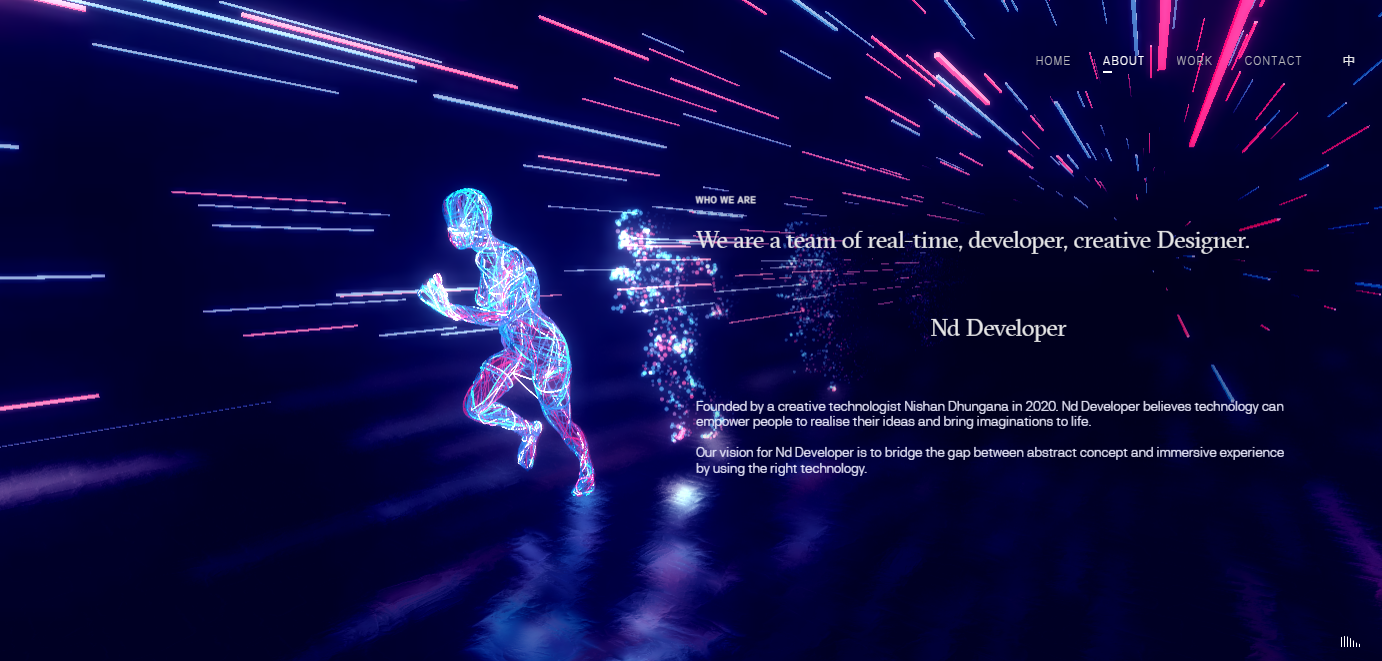 HOME ABOUT WORK CONTACT 中
WHO WE ARE
We are a team of real-time, developer, creative Designer.
Nd Developer
Founded by a creative technologist Nishan Dhungana in 2020. Nd Developer believes technology can
empower people to realise their ideas and bring imaginations to life.
Our vision for Nd Developer is to bridge the gap between abstract concept and immersive experience
by using the right technology.